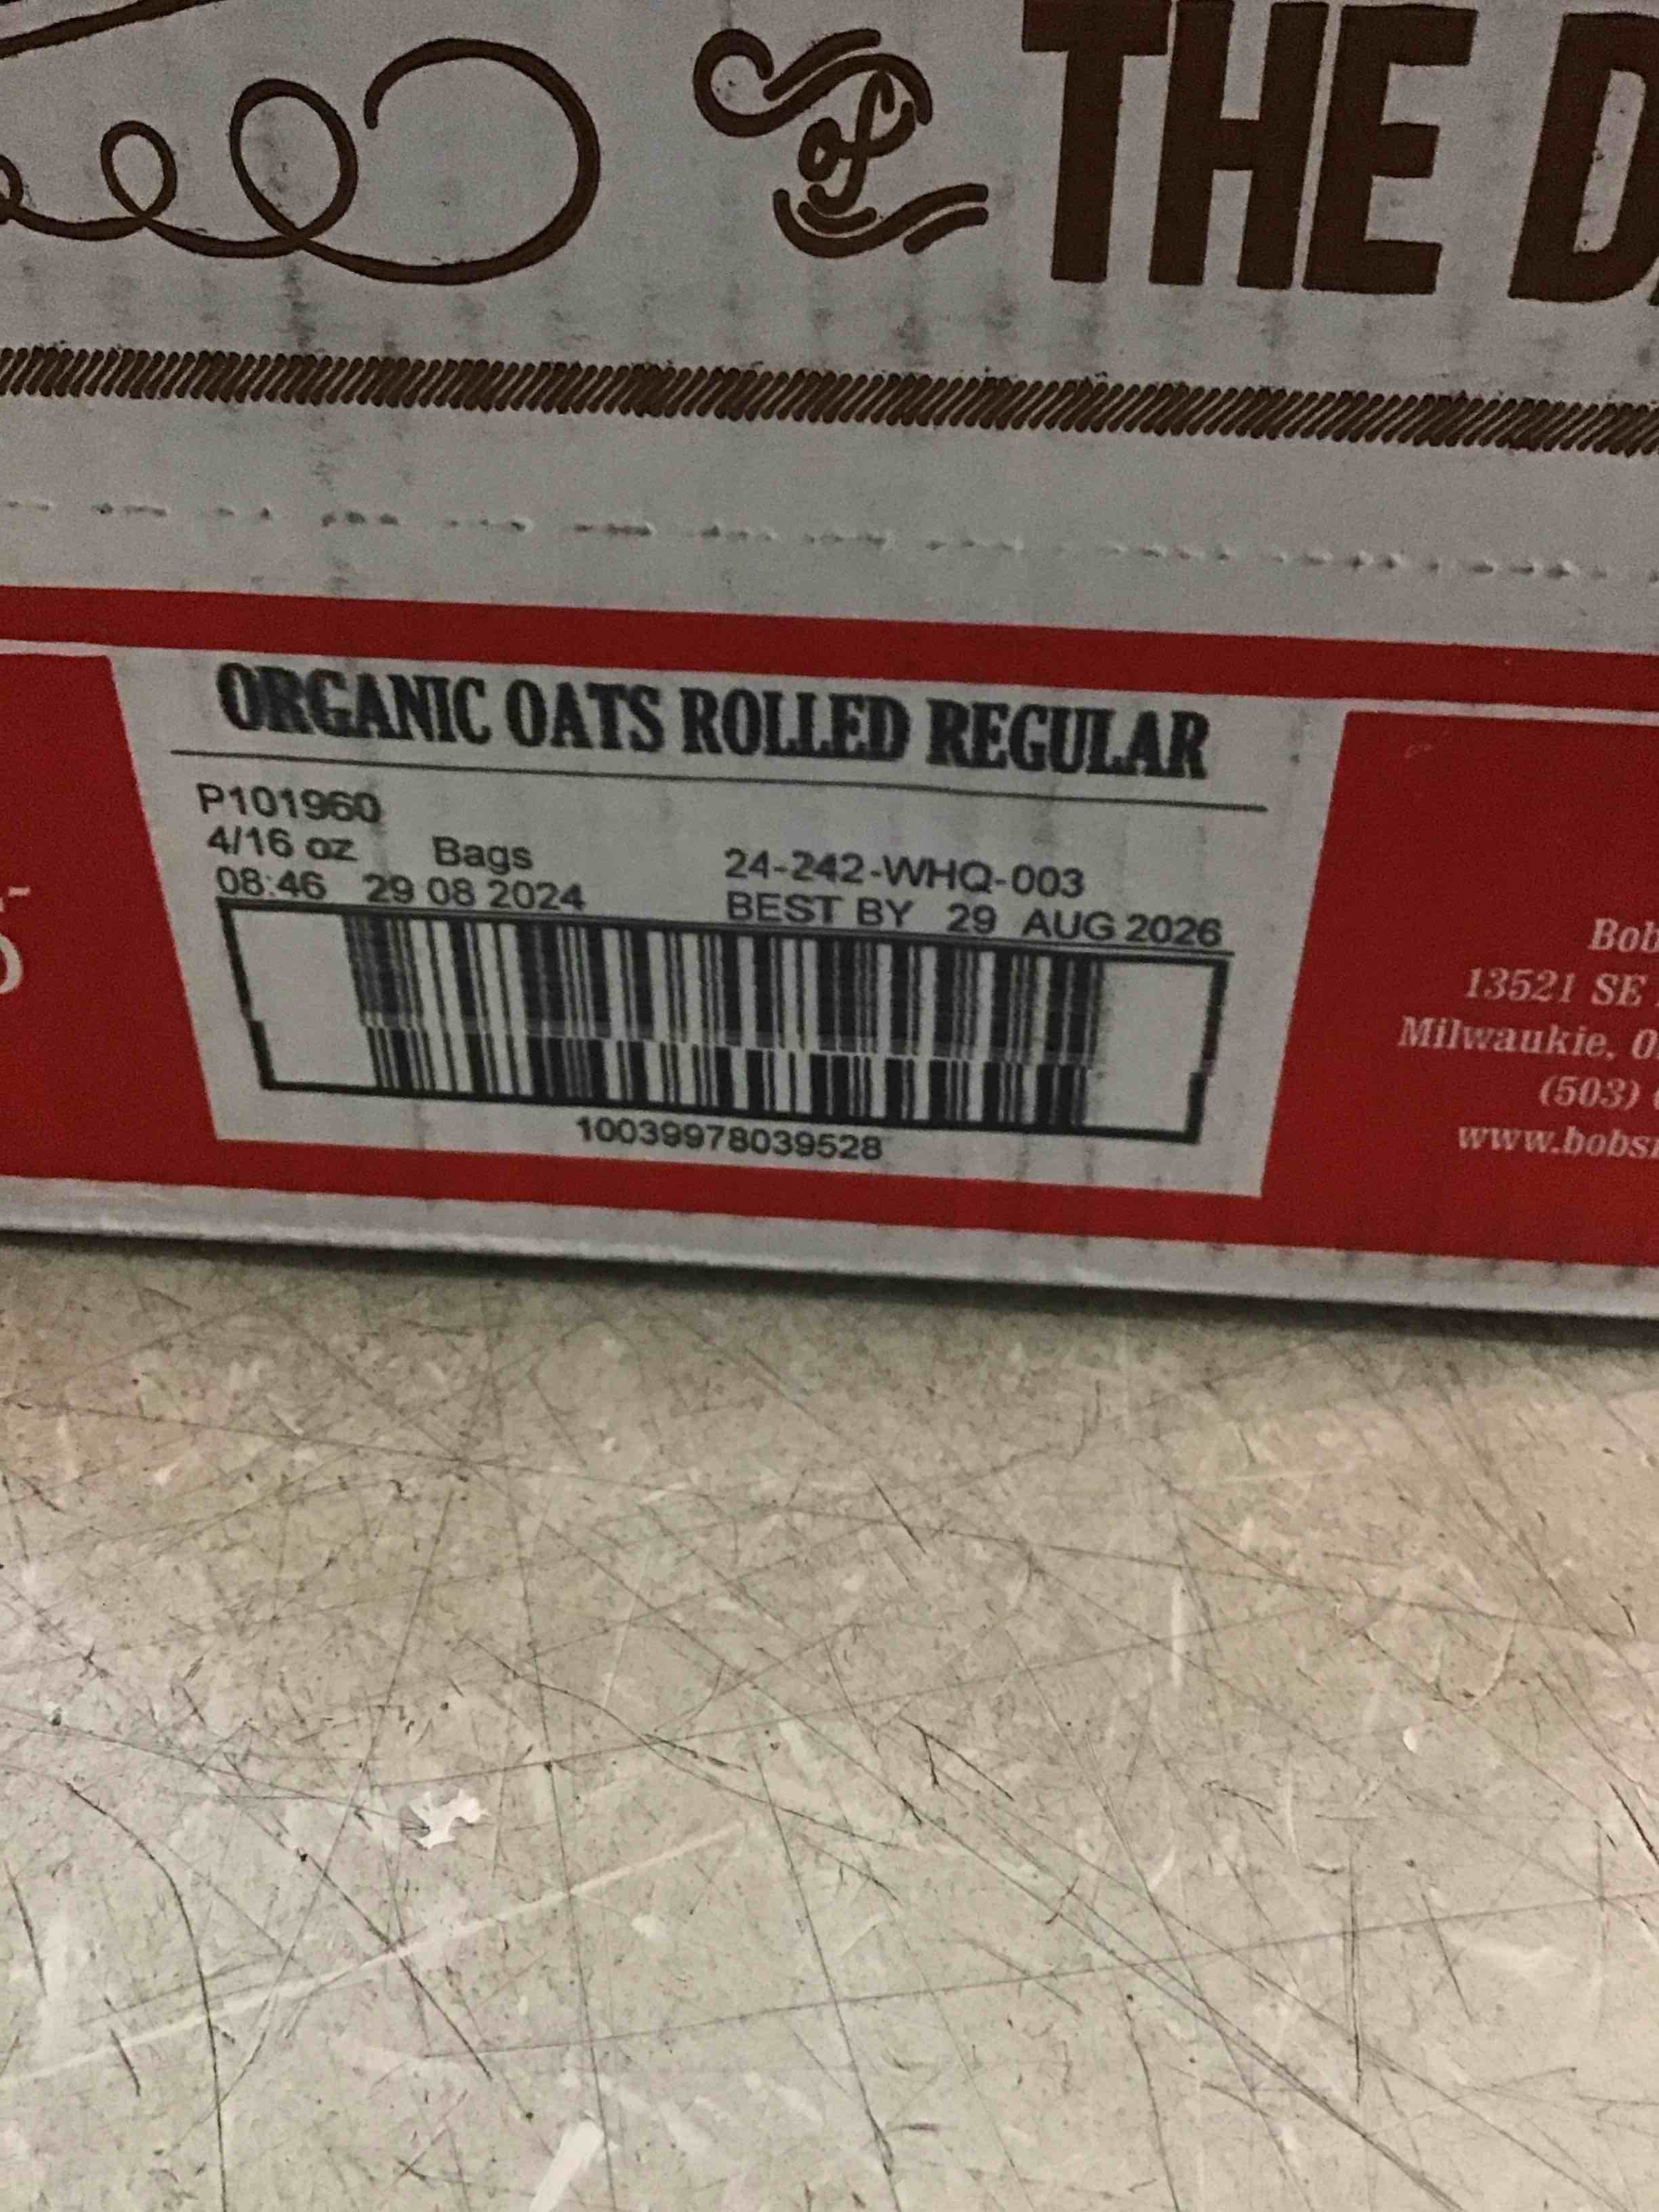 of THE
ORGANIC OATS ROLLED REGULAR
P101960
4/16 oz Bags 24-242-WHQ-003
08:46 29 08 2024 BEST BY 29 AUG 2026
10039978039528
Bob
13521 SE
Milwaukie, O
(503)
www.bobs